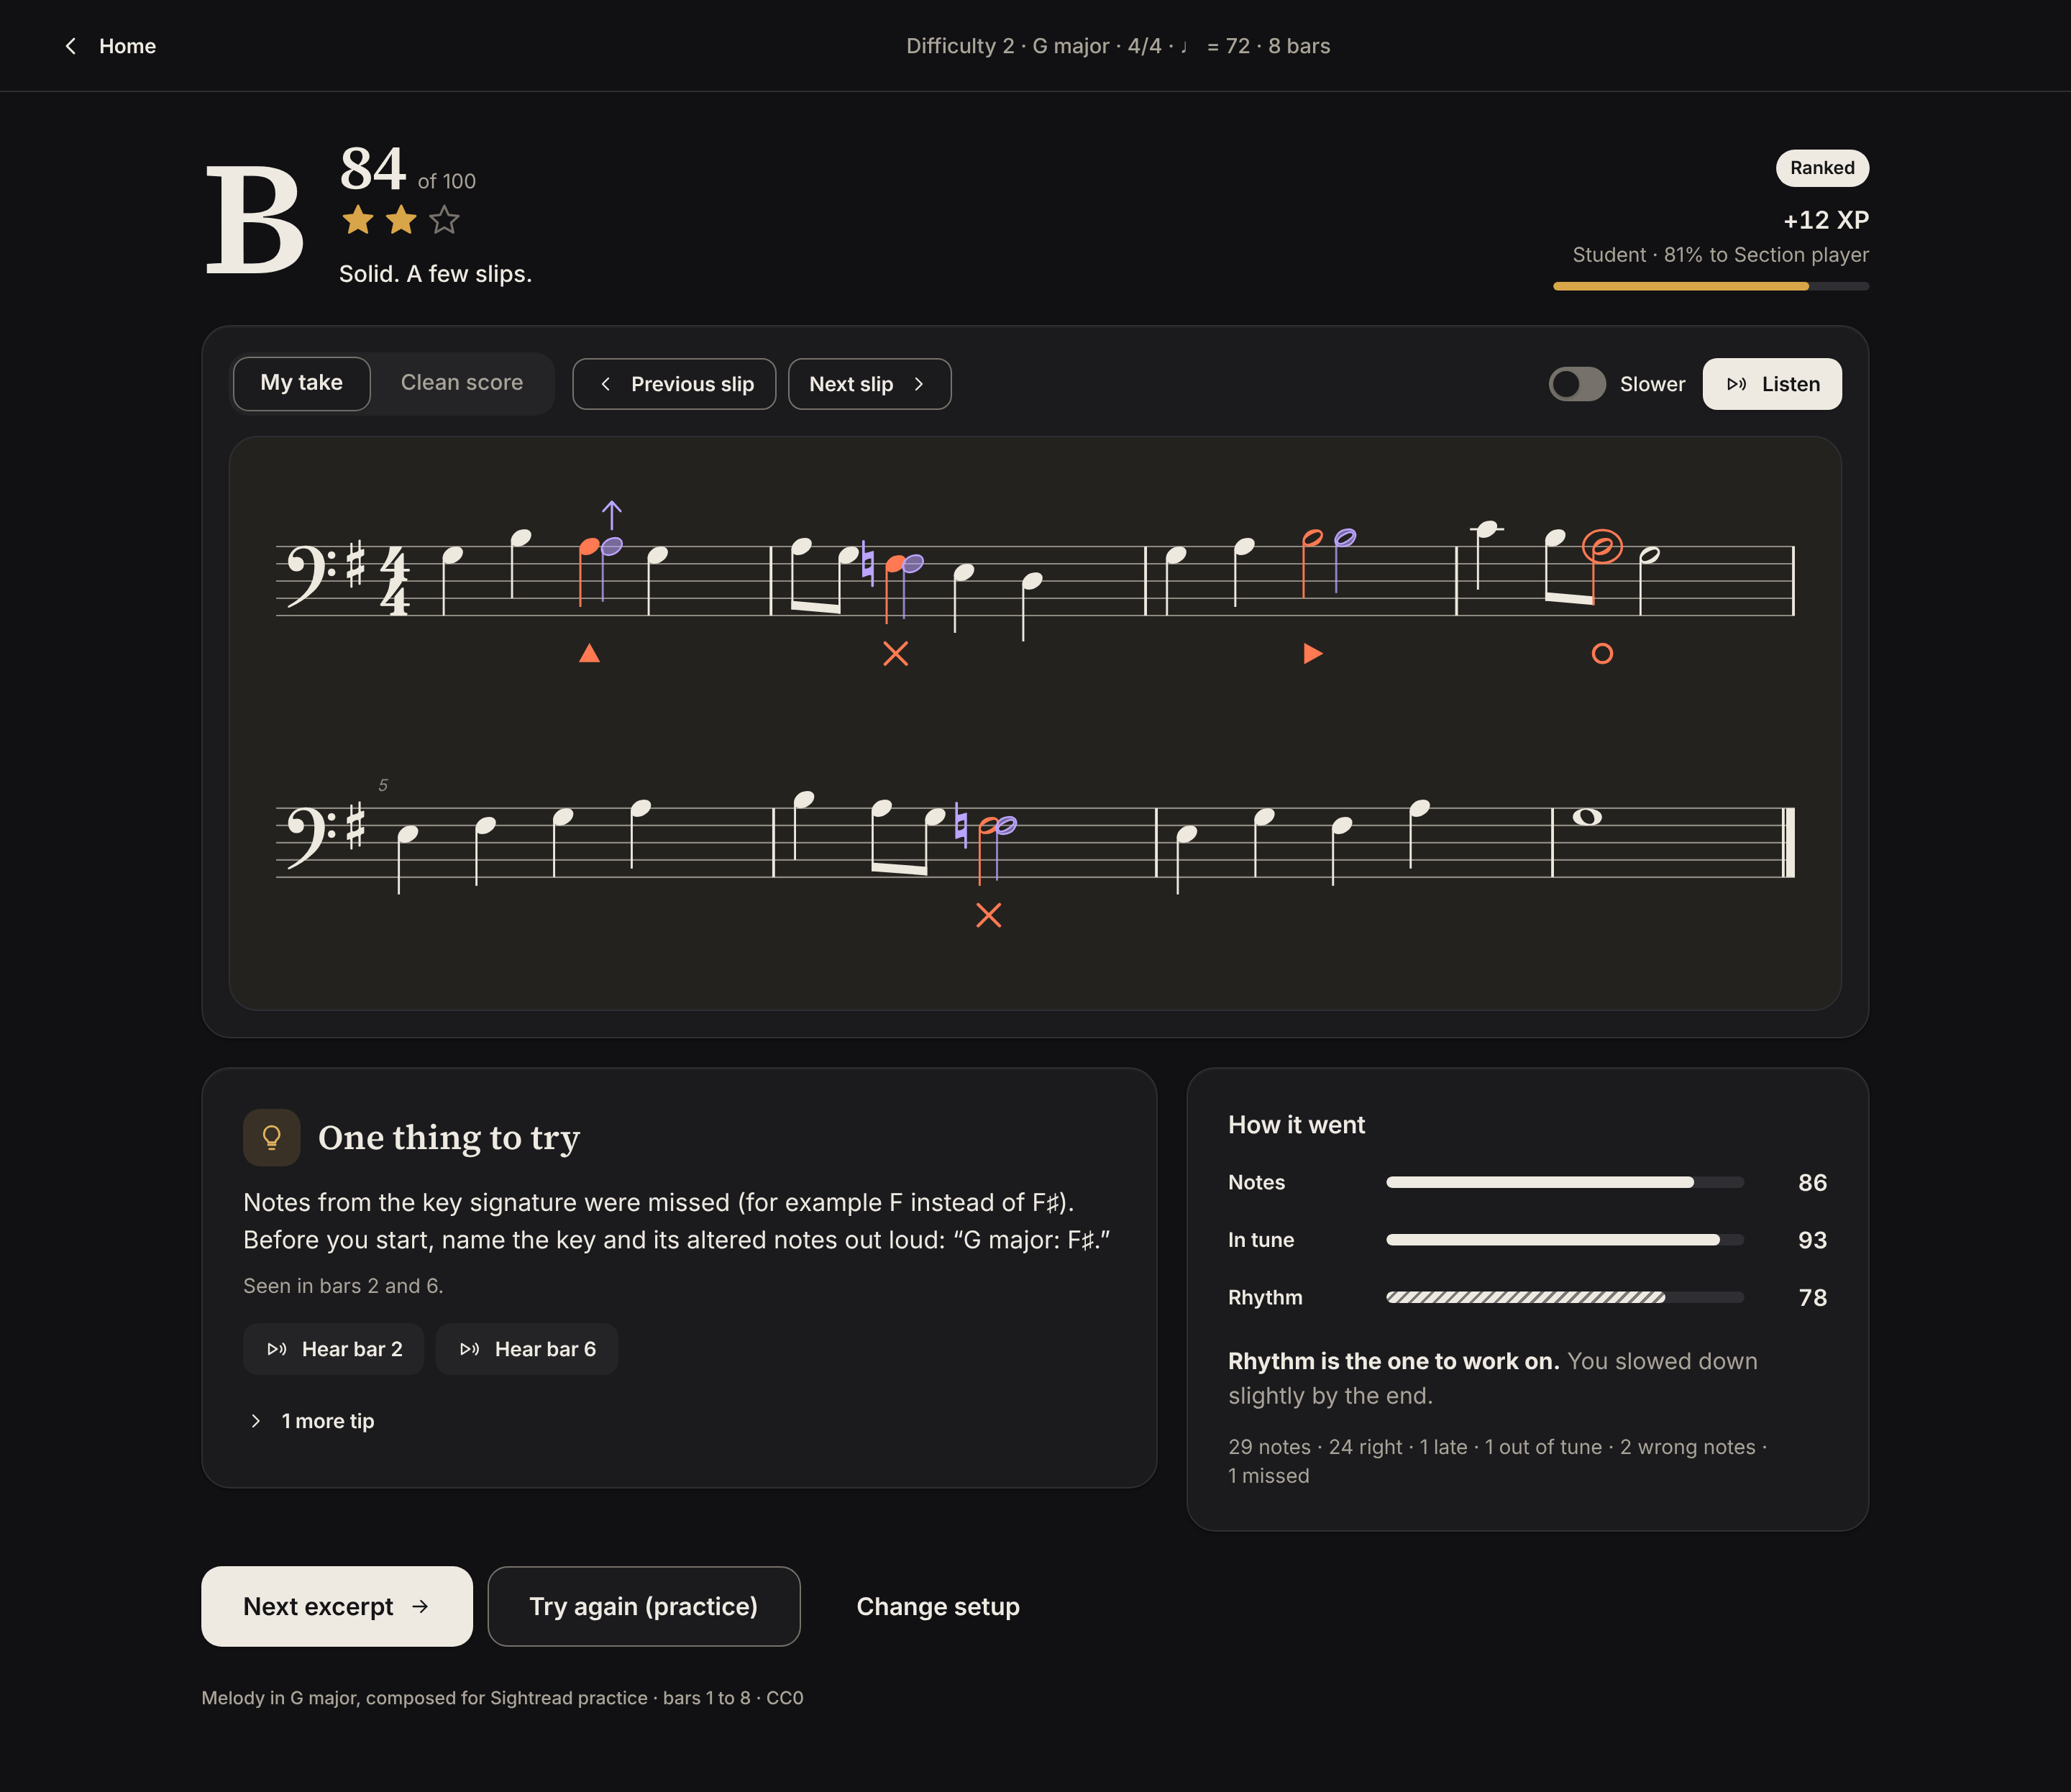 Home
Difficulty 2 · G major · 4/4 · ♩ = 72 · 8 bars
B
84 of 100
Solid. A few slips.
Ranked
+12 XP
Student · 81% to Section player
My take
Clean score
Previous slip
Next slip
Slower
Listen
4
4
5
One thing to try
Notes from the key signature were missed (for example F instead of F♯).
Before you start, name the key and its altered notes out loud: “G major: F♯.”
Seen in bars 2 and 6.
Hear bar 2
Hear bar 6
1 more tip
How it went
Notes 86
In tune 93
Rhythm 78
Rhythm is the one to work on. You slowed down
slightly by the end.
29 notes · 24 right · 1 late · 1 out of tune · 2 wrong notes ·
1 missed
Next excerpt
Try again (practice)
Change setup
Melody in G major, composed for Sightread practice · bars 1 to 8 · CC0